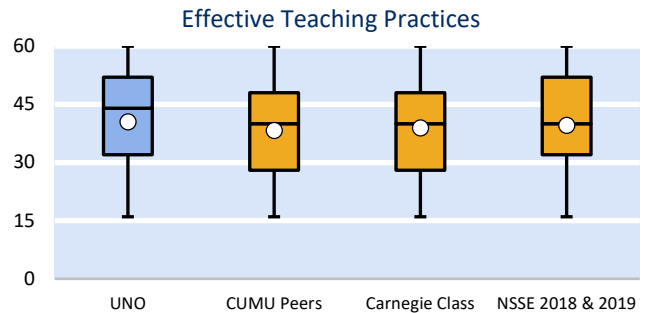 Effective Teaching Practices
60
45
30
15
0
UNO
CUMU Peers
Carnegie Class
NSSE 2018 & 2019